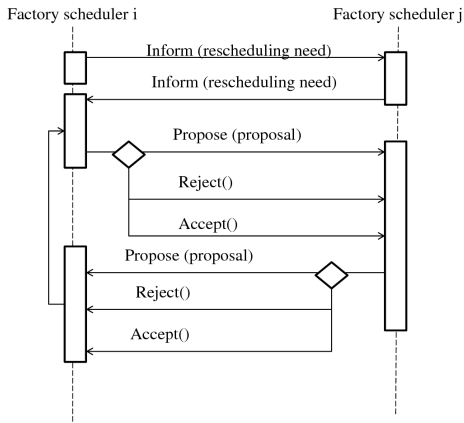 Factory scheduler i
Factory scheduler j
Inform (rescheduling need)
Inform (rescheduling need)
Propose (proposal)
Reject()
Accept()
Propose (proposal)
Reject()
Accept()